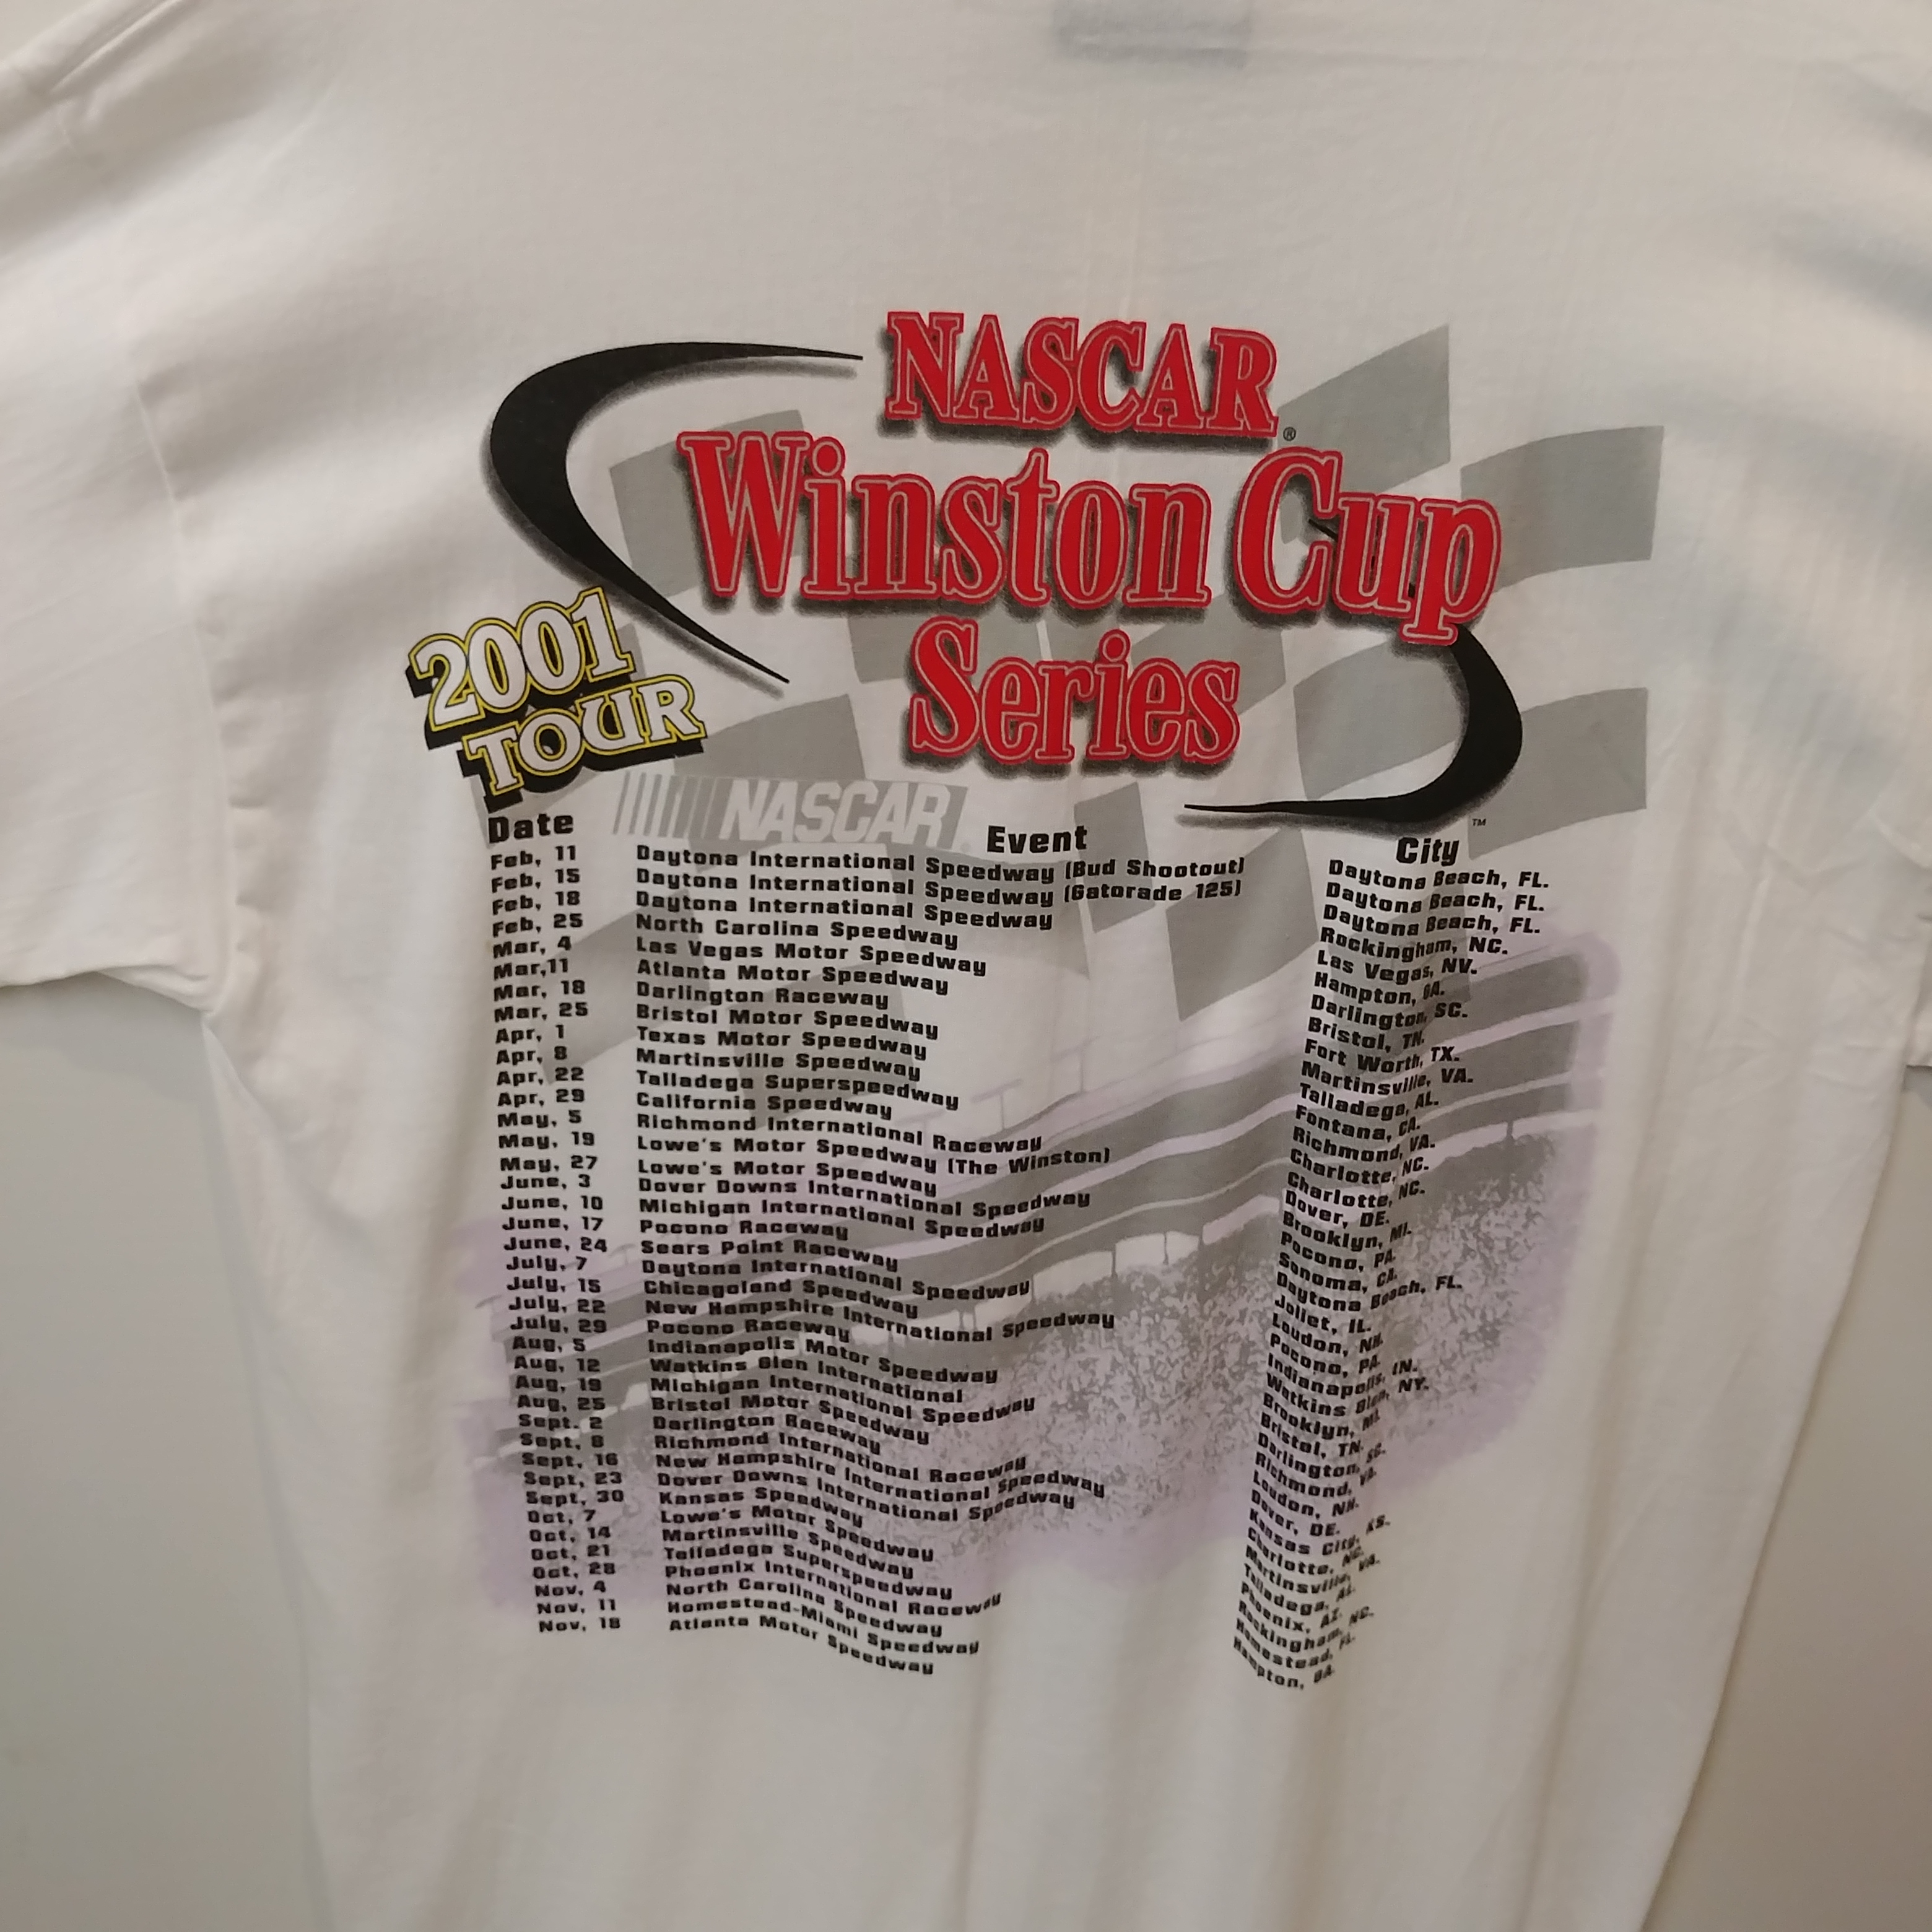 NASCAR®
Winston Cup
Series
™
2001
TOUR
NASCAR
Date Event City
Feb, 11 Daytona International Speedway (Bud Shootout) Daytona Beach, FL.
Feb, 15 Daytona International Speedway (Gatorade 125) Daytona Beach, FL.
Feb, 18 Daytona International Speedway Daytona Beach, FL.
Feb, 25 North Carolina Speedway Rockingham, NC.
Mar, 4 Las Vegas Motor Speedway Las Vegas, NV.
Mar,11 Atlanta Motor Speedway Hampton, GA.
Mar, 18 Darlington Raceway Darlington, SC.
Mar, 25 Bristol Motor Speedway Bristol, TN.
Apr, 1 Texas Motor Speedway Fort Worth, TX.
Apr, 8 Martinsville Speedway Martinsville, VA.
Apr, 22 Talladega Superspeedway Talladega, AL.
Apr, 29 California Speedway Fontana, CA.
May, 5 Richmond International Raceway Richmond, VA.
May, 19 Lowe's Motor Speedway (The Winston) Charlotte, NC.
May, 27 Lowe's Motor Speedway Charlotte, NC.
June, 3 Dover Downs International Speedway Dover, DE.
June, 10 Michigan International Speedway Brooklyn, MI.
June, 17 Pocono Raceway Pocono, PA.
June, 24 Sears Point Raceway Sonoma, CA.
July, 7 Daytona International Speedway Daytona Beach, FL.
July, 15 Chicagoland Speedway Joliet, IL.
July, 22 New Hampshire International Speedway Loudon, NH.
July, 29 Pocono Raceway Pocono, PA.
Aug, 5 Indianapolis Motor Speedway Indianapolis, IN.
Aug, 12 Watkins Glen International Watkins Glen, NY.
Aug, 19 Michigan International Speedway Brooklyn, MI.
Aug, 25 Bristol Motor Speedway Bristol, TN.
Sept. 2 Darlington Raceway Darlington, SC.
Sept, 8 Richmond International Raceway Richmond, VA.
Sept, 16 New Hampshire International Speedway Loudon, NH.
Sept, 23 Dover Downs International Speedway Dover, DE.
Sept, 30 Kansas Speedway Kansas City, KS.
Oct, 7 Lowe's Motor Speedway Charlotte, NC.
Oct, 14 Martinsville Speedway Martinsville, VA.
Oct, 21 Talladega Superspeedway Talladega, AL.
Oct, 28 Phoenix International Raceway Phoenix, AZ.
Nov, 4 North Carolina Speedway Rockingham, NC.
Nov, 11 Homestead-Miami Speedway Homestead, FL.
Nov, 18 Atlanta Motor Speedway Hampton, GA.